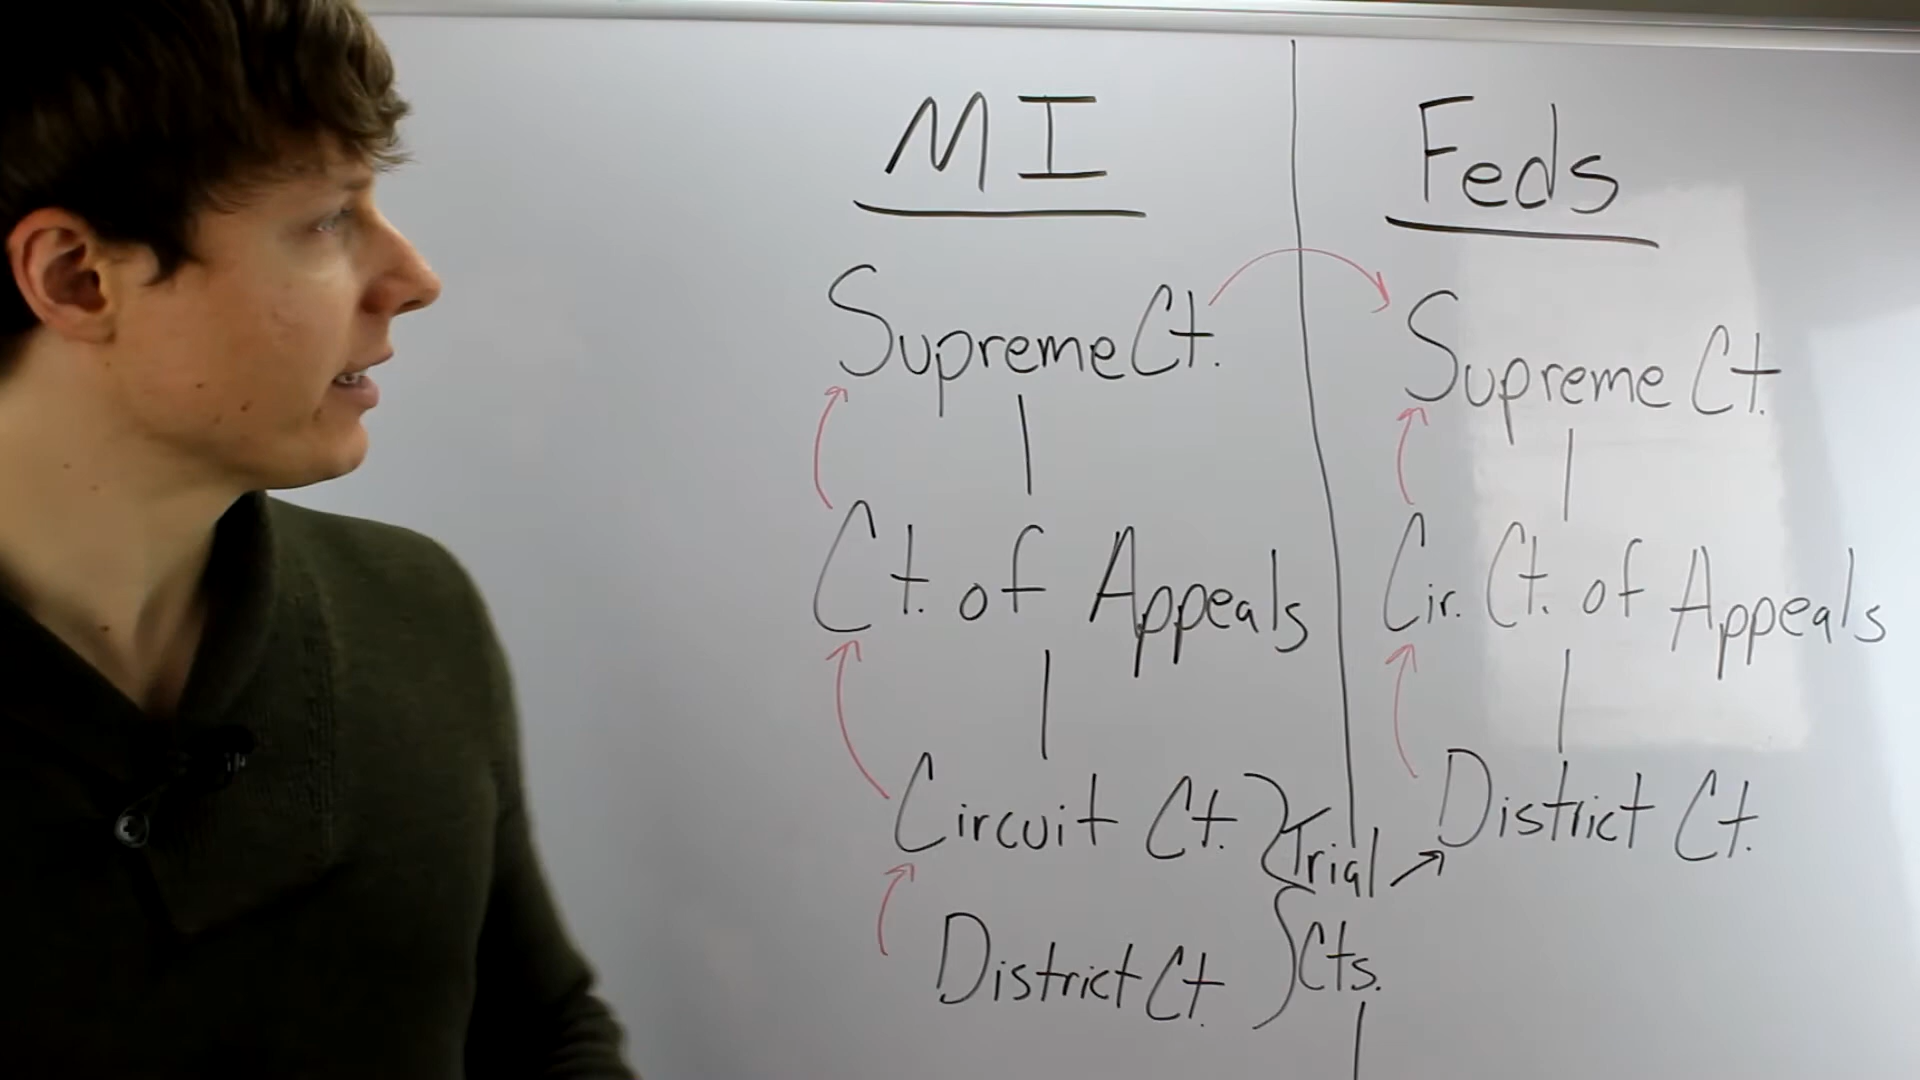 MI
Supreme Ct.
Ct. of Appeals
Circuit Ct.
District Ct.
Trial
Cts.
Feds
Supreme Ct.
Cir. Ct. of Appeals
District Ct.